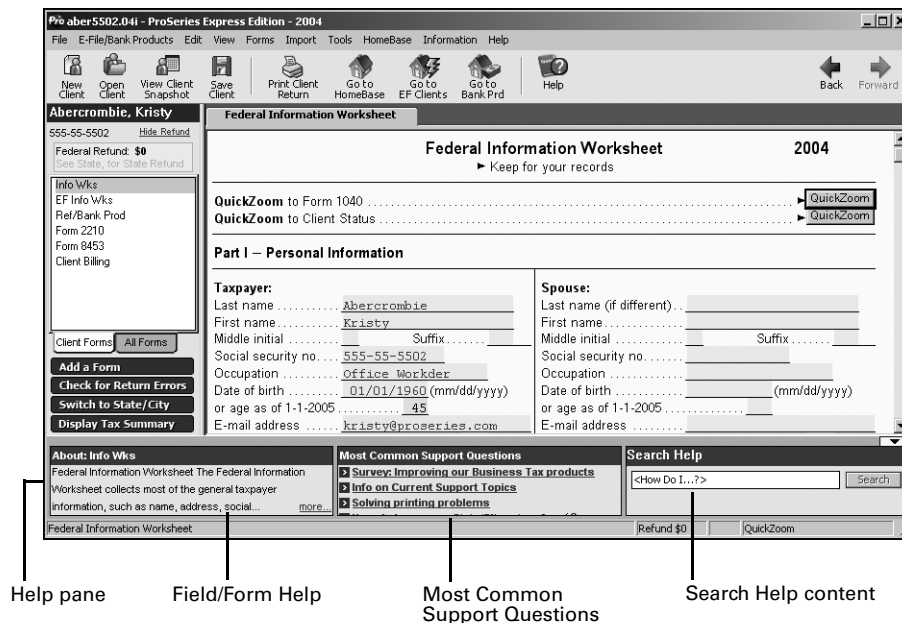 Pro aber5502.04i - ProSeries Express Edition - 2004
File E-File/Bank Products Edit View Forms Import Tools HomeBase Information Help
New Client
Open Client
View Client Snapshot
Save Client
Print Client Return
Go to HomeBase
Go to EF Clients
Go to Bank Prd
Help
Back
Forward
Abercrombie, Kristy
555-55-5502 Hide Refund
Federal Refund: $0
See State, for State Refund
Info Wks
EF Info Wks
Ref/Bank Prod
Form 2210
Form 8453
Client Billing
Client Forms All Forms
Add a Form
Check for Return Errors
Switch to State/City
Display Tax Summary
Federal Information Worksheet
Federal Information Worksheet 2004
► Keep for your records
QuickZoom to Form 1040 ► QuickZoom
QuickZoom to Client Status ► QuickZoom
Part I – Personal Information
Taxpayer:
Last name Abercrombie
First name Kristy
Middle initial Suffix
Social security no. 555-55-5502
Occupation Office Workder
Date of birth 01/01/1960 (mm/dd/yyyy)
or age as of 1-1-2005 45
E-mail address kristy@proseries.com
Spouse:
Last name (if different)
First name
Middle initial Suffix
Social security no.
Occupation
Date of birth (mm/dd/yyyy)
or age as of 1-1-2005
E-mail address
About: Info Wks
Federal Information Worksheet The Federal Information
Worksheet collects most of the general taxpayer
information, such as name, address, social... more...
Most Common Support Questions
Survey: Improving our Business Tax products
Info on Current Support Topics
Solving printing problems
Search Help
<How Do I...?> Search
Federal Information Worksheet Refund $0 QuickZoom
Help pane
Field/Form Help
Most Common
Support Questions
Search Help content